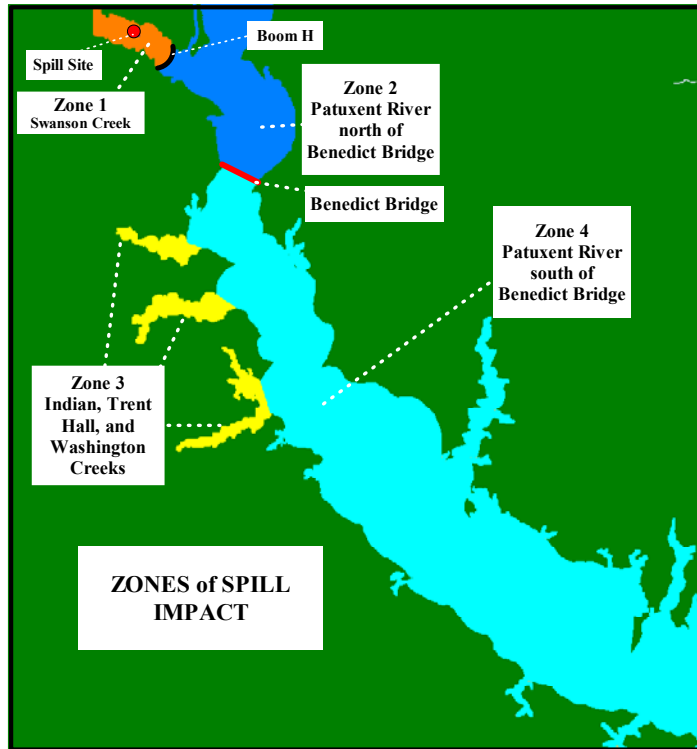 Boom H
Spill Site
Zone 1
Swanson Creek
Zone 2
Patuxent River
north of
Benedict Bridge
Benedict Bridge
Zone 4
Patuxent River
south of
Benedict Bridge
Zone 3
Indian, Trent
Hall, and
Washington
Creeks
ZONES of SPILL
IMPACT